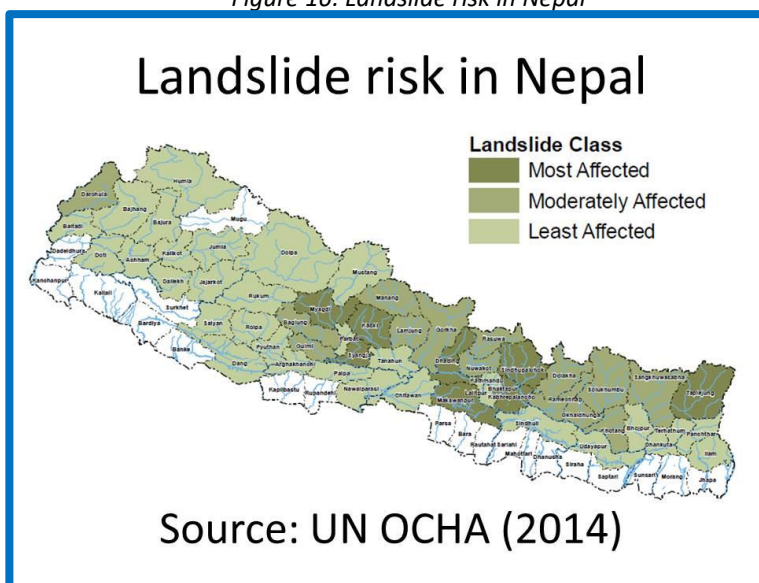 Figure 10: Landslide risk in Nepal
Landslide risk in Nepal
Landslide Class
Most Affected
Moderately Affected
Least Affected
Darchula
Humla
Bajhang
Bajura
Mugu
Baitadi
Dadeldhura
Doti
Achham
Kalikot
Jumla
Dolpa
Mustang
Kanchanpur
Kailali
Dailekh
Jajarkot
Surkhet
Rukum
Bardiya
Salyan
Rolpa
Banke
Dang
Pyuthan
Myagdi
Baglung
Gulmi
Parbat
Kaski
Manang
Lamjung
Gorkha
Syangja
Tanahun
Arghakhanchi
Palpa
Kapilbastu
Rupandehi
Nawalparasi
Chitawan
Rasuwa
Dhading
Nuwakot
Sindhupalchok
Kathmandu
Bhaktapur
Lalitpur
Kabhrepalanchok
Makawanpur
Dolakha
Ramechhap
Solukhumbu
Sankhuwasabha
Taplejung
Okhaldhunga
Sindhuli
Khotang
Bhojpur
Terhathum
Panchthar
Dhankuta
Udayapur
Ilam
Parsa
Bara
Rautahat
Sarlahi
Mahottari
Dhanusha
Siraha
Saptari
Sunsari
Morang
Jhapa
Source: UN OCHA (2014)